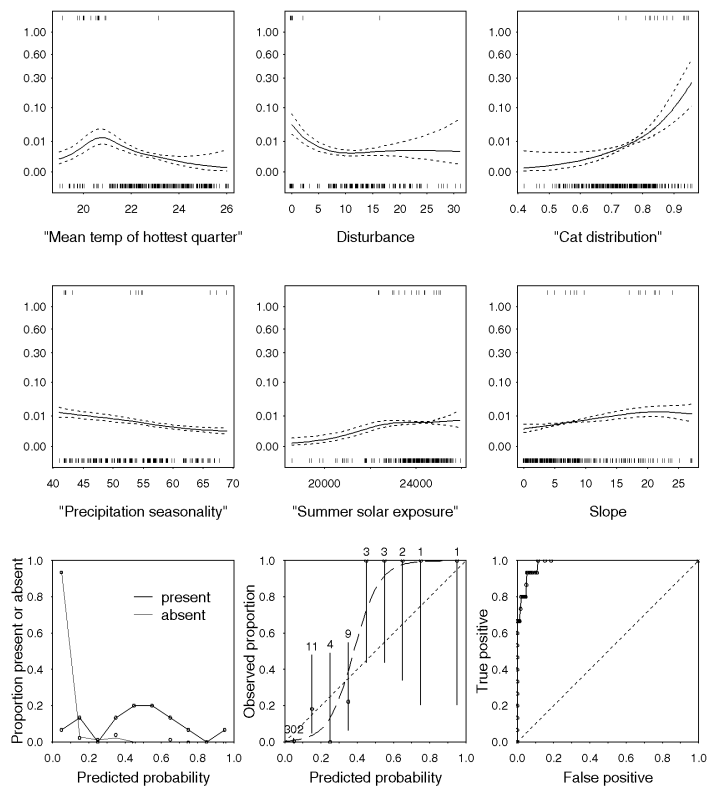 1.00 1.00 1.00
0.60 0.60 0.60
0.30 0.30 0.30
0.10 0.10 0.10
0.01 0.01 0.01
0.00 0.00 0.00
20 22 24 26 0 5 10 15 20 25 30 0.4 0.5 0.6 0.7 0.8 0.9
"Mean temp of hottest quarter" Disturbance "Cat distribution"
1.00 1.00 1.00
0.60 0.60 0.60
0.30 0.30 0.30
0.10 0.10 0.10
0.01 0.01 0.01
0.00 0.00 0.00
40 45 50 55 60 65 70 20000 24000 0 5 10 15 20 25
"Precipitation seasonality" "Summer solar exposure" Slope
Proportion present or absent
1.0
0.8
0.6
0.4
0.2
0.0
present
absent
0.0 0.2 0.4 0.6 0.8 1.0
Predicted probability
Observed proportion
1.0
0.8
0.6
0.4
0.2
0.0
3 3 2 1 1
11 4 9
302
0.0 0.2 0.4 0.6 0.8 1.0
Predicted probability
True positive
1.0
0.8
0.6
0.4
0.2
0.0
0.0 0.2 0.4 0.6 0.8 1.0
False positive